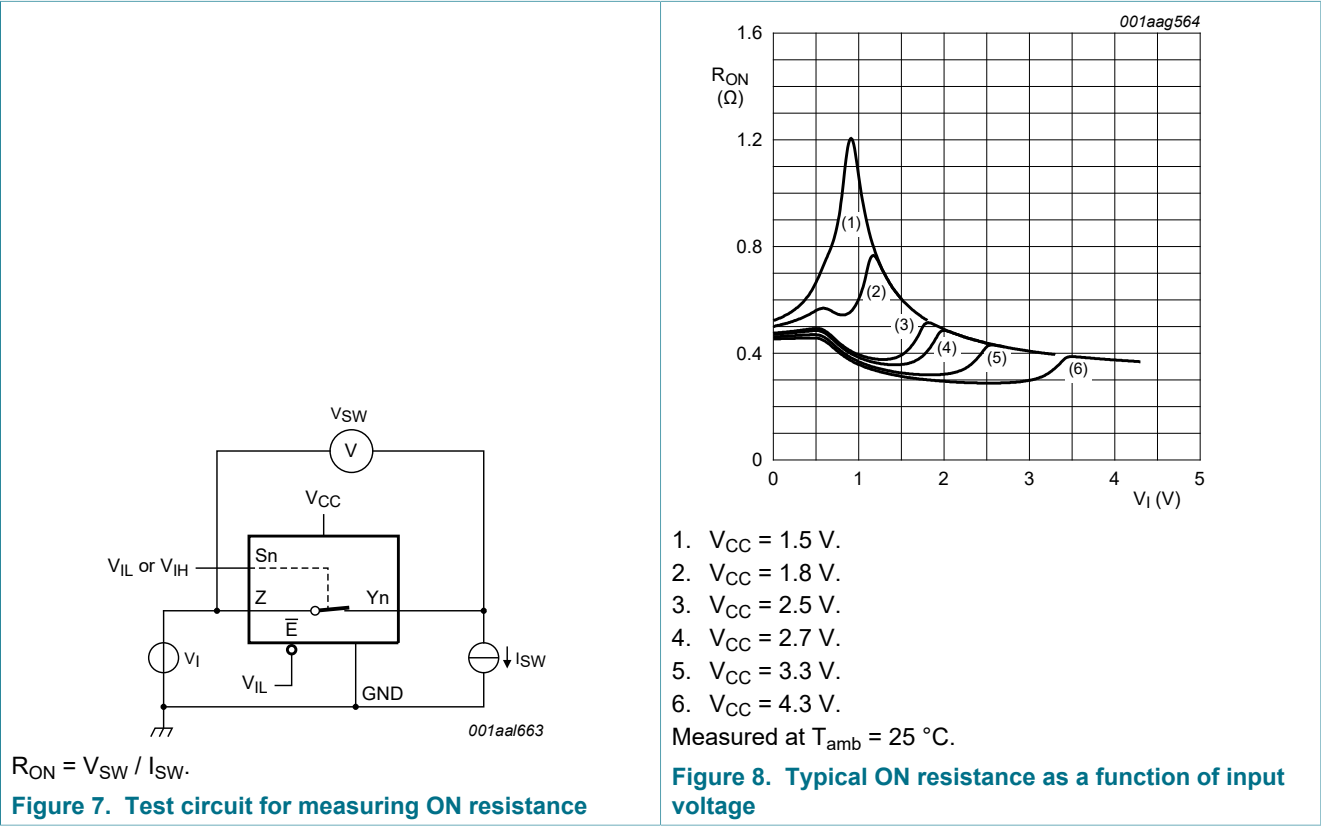 VSW
V
VCC
VIL or VIH
Sn
Z
Yn
E
VI
ISW
VIL
GND
001aal663
RON = VSW / ISW.
Figure 7. Test circuit for measuring ON resistance
001aag564
1.6
RON
(Ω)
1.2
(1)
0.8
(2)
(3)
(4)
(5)
0.4
(6)
0
0 1 2 3 4 5
VI (V)
1. VCC = 1.5 V.
2. VCC = 1.8 V.
3. VCC = 2.5 V.
4. VCC = 2.7 V.
5. VCC = 3.3 V.
6. VCC = 4.3 V.
Measured at Tamb = 25 °C.
Figure 8. Typical ON resistance as a function of input
voltage